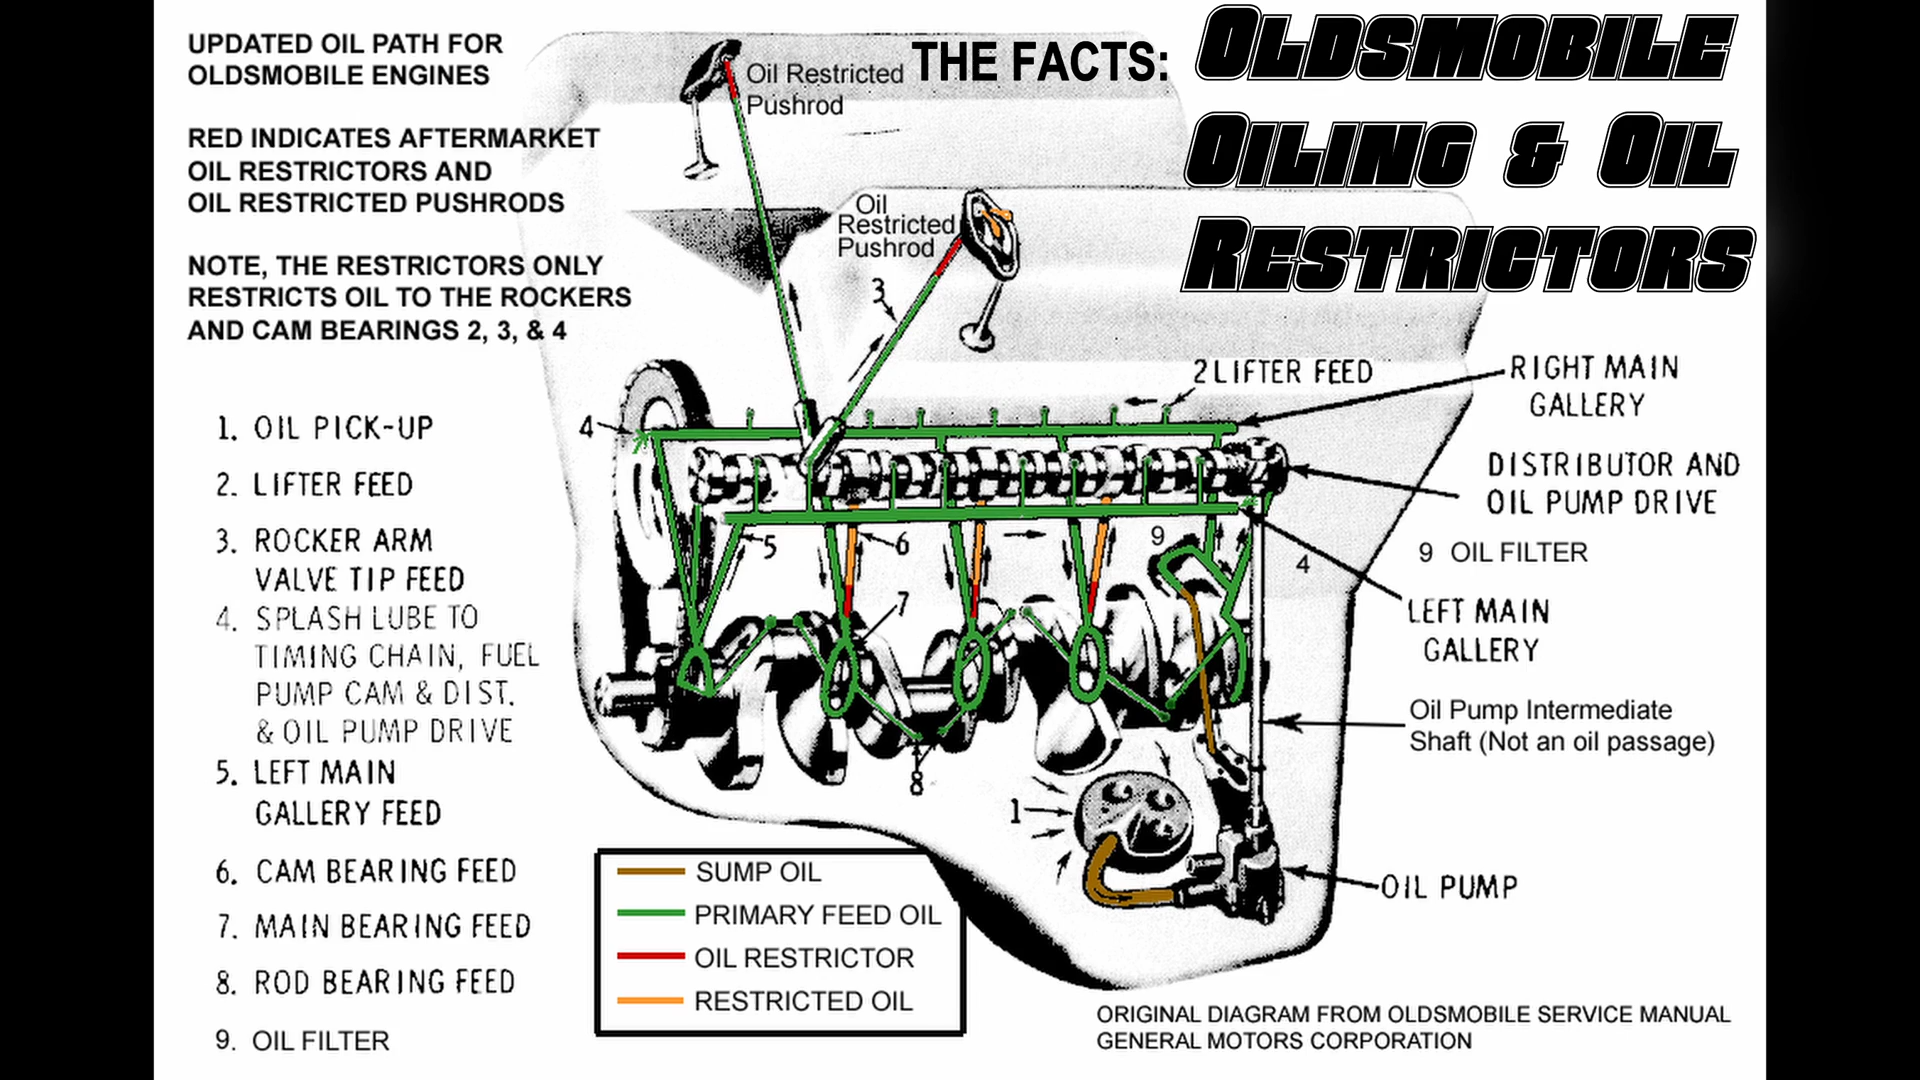 UPDATED OIL PATH FOR
OLDSMOBILE ENGINES
RED INDICATES AFTERMARKET
OIL RESTRICTORS AND
OIL RESTRICTED PUSHRODS
NOTE, THE RESTRICTORS ONLY
RESTRICTS OIL TO THE ROCKERS
AND CAM BEARINGS 2, 3, & 4
THE FACTS:
OLDSMOBILE
OILING & OIL
RESTRICTORS
Oil Restricted
Pushrod
Oil
Restricted
Pushrod
3
2 LIFTER FEED
RIGHT MAIN
GALLERY
4
DISTRIBUTOR AND
OIL PUMP DRIVE
5
6
9
4
9 OIL FILTER
7
LEFT MAIN
GALLERY
Oil Pump Intermediate
Shaft (Not an oil passage)
8
1
OIL PUMP
1. OIL PICK-UP
2. LIFTER FEED
3. ROCKER ARM
VALVE TIP FEED
4. SPLASH LUBE TO
TIMING CHAIN, FUEL
PUMP CAM & DIST.
& OIL PUMP DRIVE
5. LEFT MAIN
GALLERY FEED
6. CAM BEARING FEED
7. MAIN BEARING FEED
8. ROD BEARING FEED
9. OIL FILTER
SUMP OIL
PRIMARY FEED OIL
OIL RESTRICTOR
RESTRICTED OIL
ORIGINAL DIAGRAM FROM OLDSMOBILE SERVICE MANUAL
GENERAL MOTORS CORPORATION